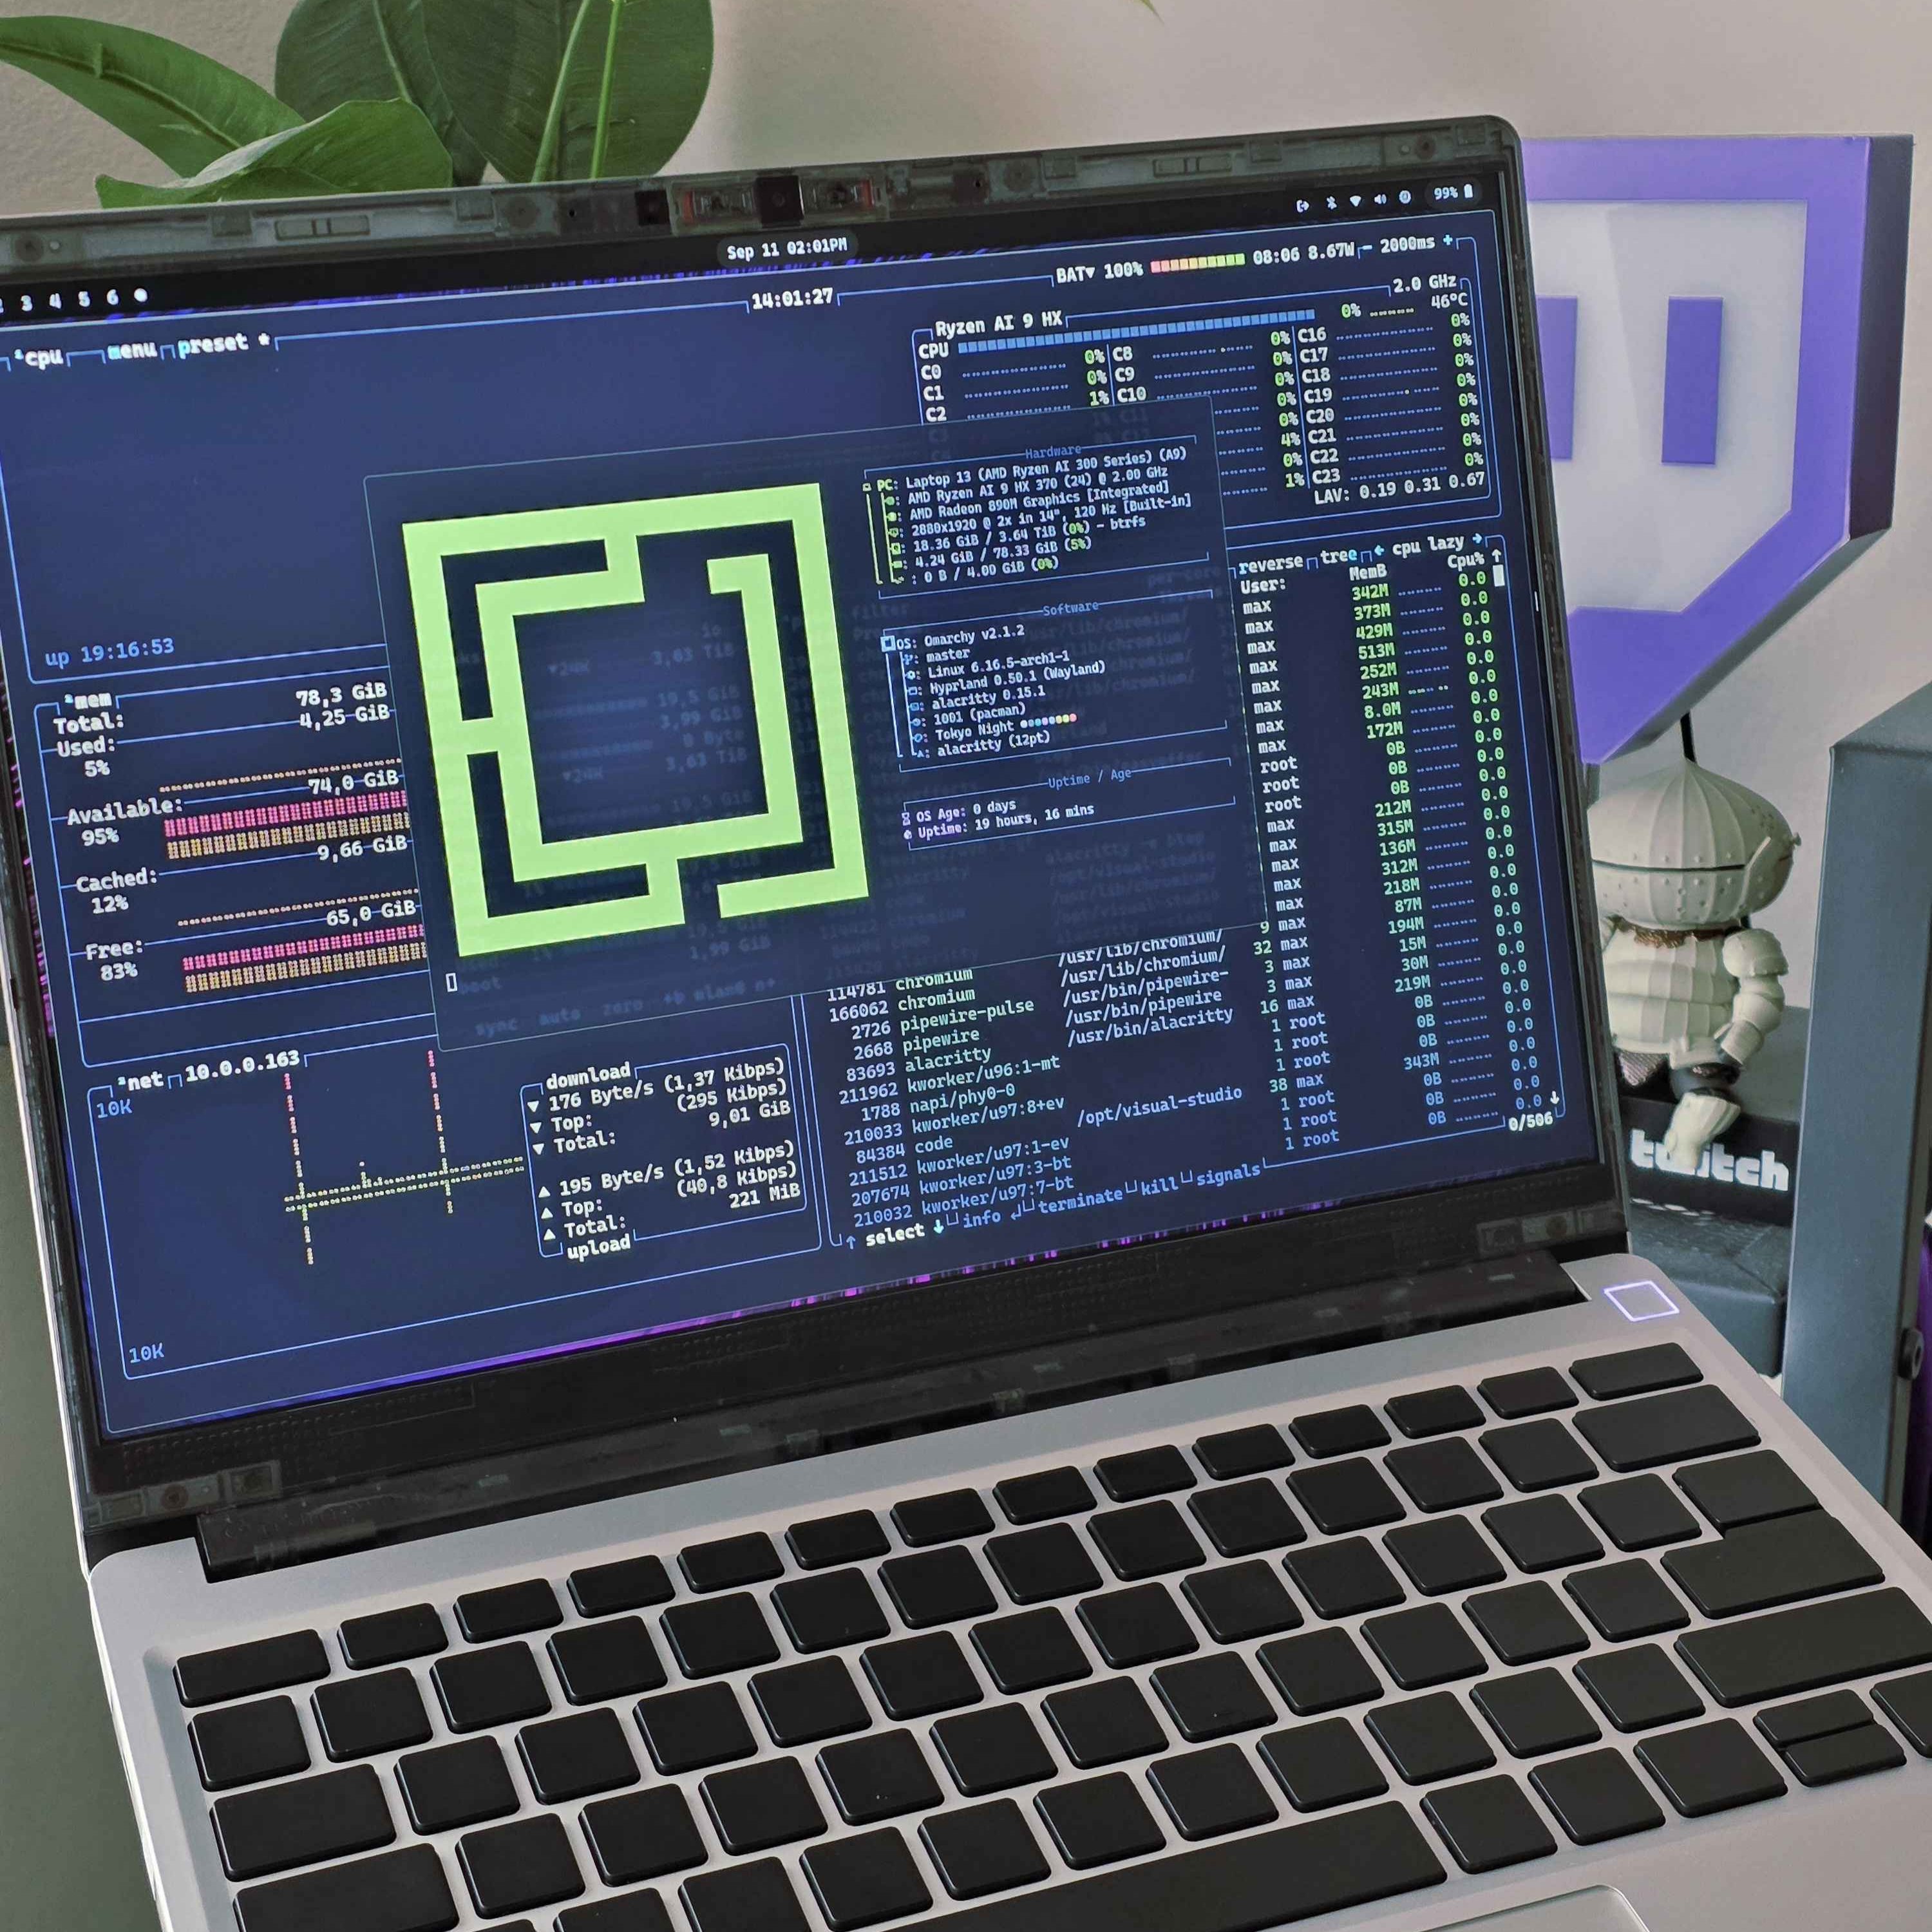 3 4 5 6
Sep 11 02:01PM
99%
cpu menu preset *
14:01:27
BAT▼ 100% 08:06 8.67W - 2000ms +
Ryzen AI 9 HX
2.0 GHz
CPU 0% 46°C
C0 0% C8 0% C16 0%
C1 0% C9 0% C17 0%
C2 1% C10 0% C18 0%
0% C19 0%
0% C20 0%
4% C21 0%
0% C22 0%
1% C23 0%
LAV: 0.19 0.31 0.67
up 19:16:53
Hardware
PC: Laptop 13 (AMD Ryzen AI 300 Series) (A9)
: AMD Ryzen AI 9 HX 370 (24) @ 2.00 GHz
: AMD Radeon 890M Graphics [Integrated]
: 2880x1920 @ 2x in 14", 120 Hz [Built-in]
: 18.36 GiB / 3.64 TiB (0%) - btrfs
: 4.24 GiB / 78.33 GiB (5%)
: 0 B / 4.00 GiB (0%)
Software
OS: Omarchy v2.1.2
: master
: Linux 6.16.5-arch1-1
: Hyprland 0.50.1 (Wayland)
: alacritty 0.15.1
: 1001 (pacman)
: Tokyo Night
: alacritty (12pt)
Uptime / Age
OS Age: 0 days
Uptime: 19 hours, 16 mins
²mem
Total: 78,3 GiB
Used: 4,25 GiB
5%
Available: 74,0 GiB
95%
Cached: 9,66 GiB
12%
Free: 65,0 GiB
83%
³net 10.0.0.163
10K
10K
download
▼ 176 Byte/s (1,37 Kibps)
▼ Top: (295 Kibps)
▼ Total: 9,01 GiB
▲ 195 Byte/s (1,52 Kibps)
▲ Top: (40,8 Kibps)
▲ Total: 221 MiB
upload
reverse tree ← cpu lazy →
User: MemB Cpu% ↑
max 342M 0.0
max 373M 0.0
max 429M 0.0
max 513M 0.0
max 252M 0.0
max 243M 0.0
max 8.0M 0.0
max 172M 0.0
root 0B 0.0
root 0B 0.0
root 0B 0.0
max 212M 0.0
max 315M 0.0
max 136M 0.0
max 312M 0.0
max 218M 0.0
9 max 87M 0.0
114781 chromium /usr/lib/chromium/ 32 max 194M 0.0
166062 chromium /usr/lib/chromium/ 3 max 15M 0.0
2726 pipewire-pulse /usr/bin/pipewire- 3 max 30M 0.0
2668 pipewire /usr/bin/pipewire 16 max 219M 0.0
83693 alacritty /usr/bin/alacritty 1 root 0B 0.0
211962 kworker/u96:1-mt 1 root 0B 0.0
1788 napi/phy0-0 1 root 0B 0.0
210033 kworker/u97:8+ev 38 max 343M 0.0
84384 code /opt/visual-studio 1 root 0B 0.0
211512 kworker/u97:1-ev 1 root 0B 0.0
207674 kworker/u97:3-bt 1 root 0B 0.0
210032 kworker/u97:7-bt
↑ select ↓ info ↲ terminate kill signals
0/506
twitch